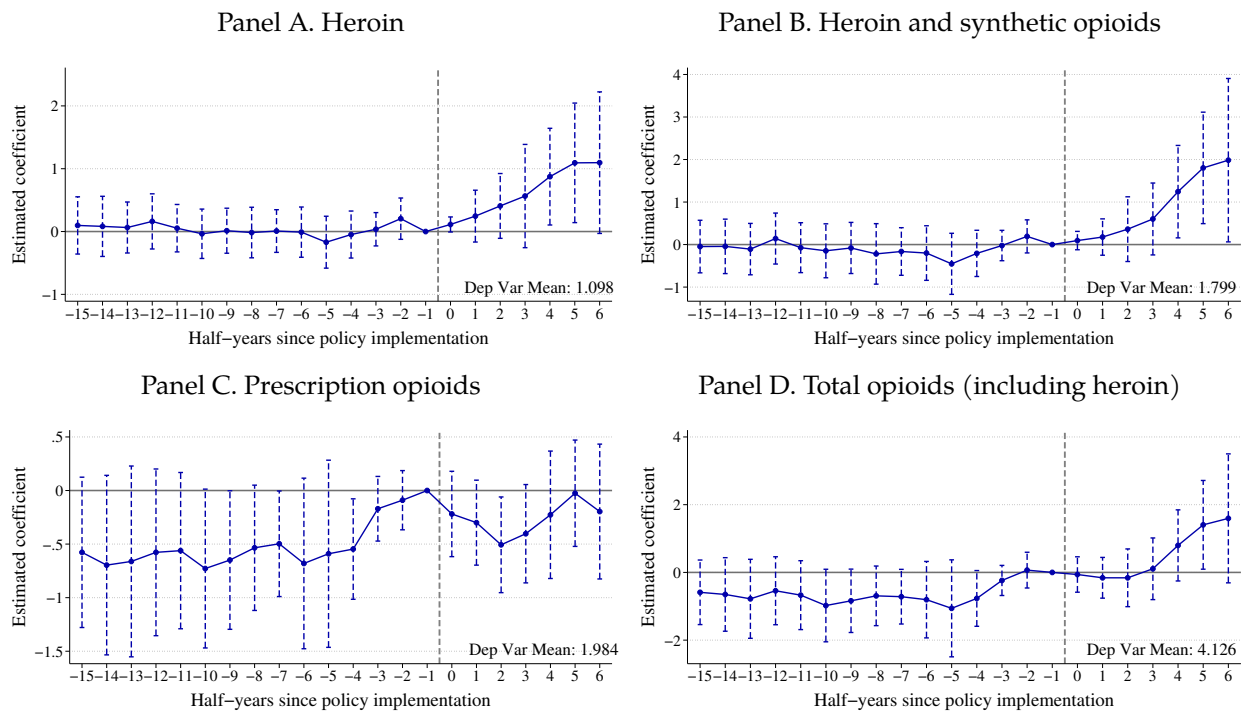 Panel A. Heroin
Estimated coefficient
2
1
0
−1
Dep Var Mean: 1.098
−15 −14 −13 −12 −11 −10 −9 −8 −7 −6 −5 −4 −3 −2 −1 0 1 2 3 4 5 6
Half−years since policy implementation
Panel B. Heroin and synthetic opioids
Estimated coefficient
4
3
2
1
0
−1
Dep Var Mean: 1.799
−15 −14 −13 −12 −11 −10 −9 −8 −7 −6 −5 −4 −3 −2 −1 0 1 2 3 4 5 6
Half−years since policy implementation
Panel C. Prescription opioids
Estimated coefficient
.5
0
−.5
−1
−1.5
Dep Var Mean: 1.984
−15 −14 −13 −12 −11 −10 −9 −8 −7 −6 −5 −4 −3 −2 −1 0 1 2 3 4 5 6
Half−years since policy implementation
Panel D. Total opioids (including heroin)
Estimated coefficient
4
2
0
−2
Dep Var Mean: 4.126
−15 −14 −13 −12 −11 −10 −9 −8 −7 −6 −5 −4 −3 −2 −1 0 1 2 3 4 5 6
Half−years since policy implementation